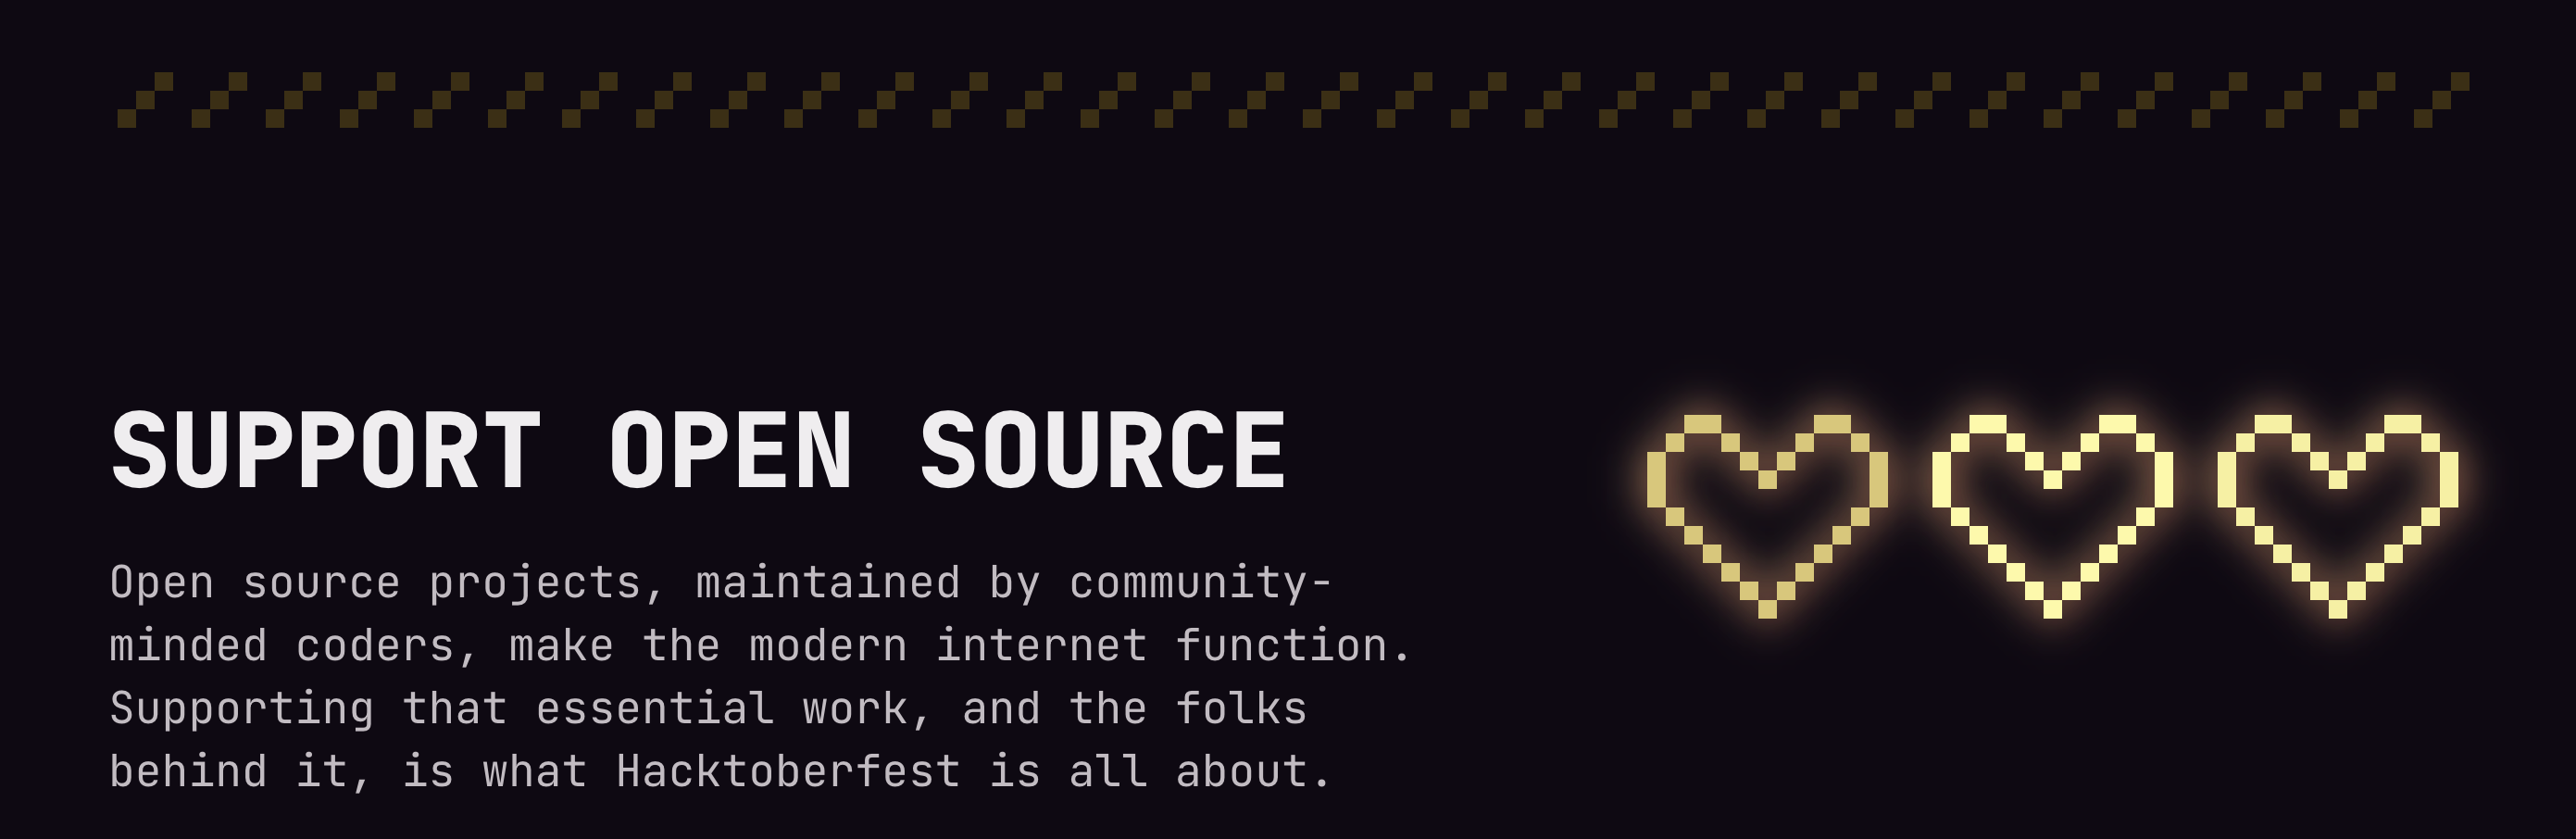 SUPPORT OPEN SOURCE
Open source projects, maintained by community-
minded coders, make the modern internet function.
Supporting that essential work, and the folks
behind it, is what Hacktoberfest is all about.